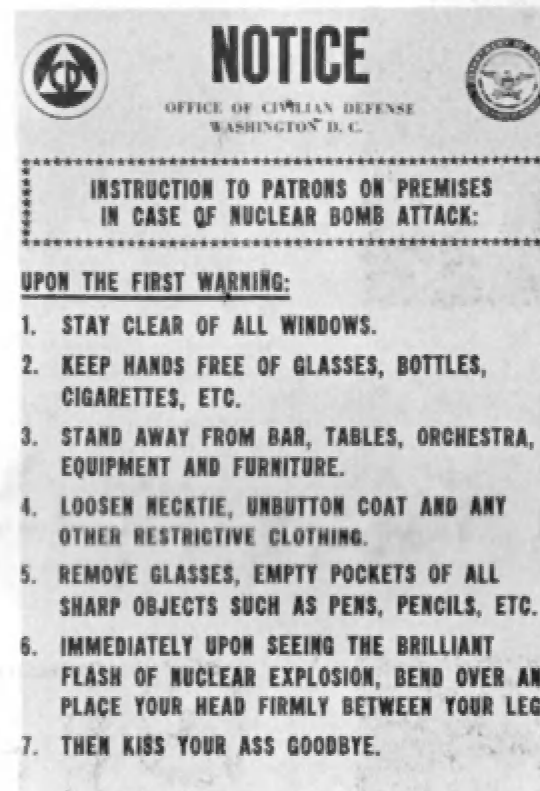 CD
NOTICE
OFFICE OF CIVILIAN DEFENSE
WASHINGTON D. C.
INSTRUCTION TO PATRONS ON PREMISES
IN CASE OF NUCLEAR BOMB ATTACK:
UPON THE FIRST WARNING:
1. STAY CLEAR OF ALL WINDOWS.
2. KEEP HANDS FREE OF GLASSES, BOTTLES,
CIGARETTES, ETC.
3. STAND AWAY FROM BAR, TABLES, ORCHESTRA,
EQUIPMENT AND FURNITURE.
4. LOOSEN NECKTIE, UNBUTTON COAT AND ANY
OTHER RESTRICTIVE CLOTHING.
5. REMOVE GLASSES, EMPTY POCKETS OF ALL
SHARP OBJECTS SUCH AS PENS, PENCILS, ETC.
6. IMMEDIATELY UPON SEEING THE BRILLIANT
FLASH OF NUCLEAR EXPLOSION, BEND OVER AN
PLACE YOUR HEAD FIRMLY BETWEEN YOUR LEG
7. THEN KISS YOUR ASS GOODBYE.